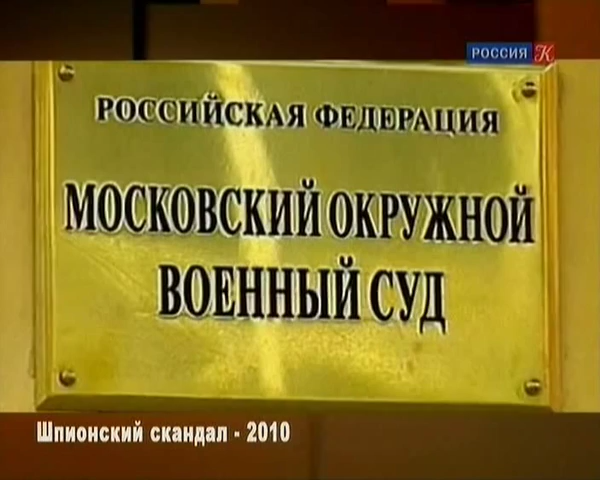 РОССИЯ К
РОССИЙСКАЯ ФЕДЕРАЦИЯ
МОСКОВСКИЙ ОКРУЖНОЙ
ВОЕННЫЙ СУД
Шпионский скандал - 2010